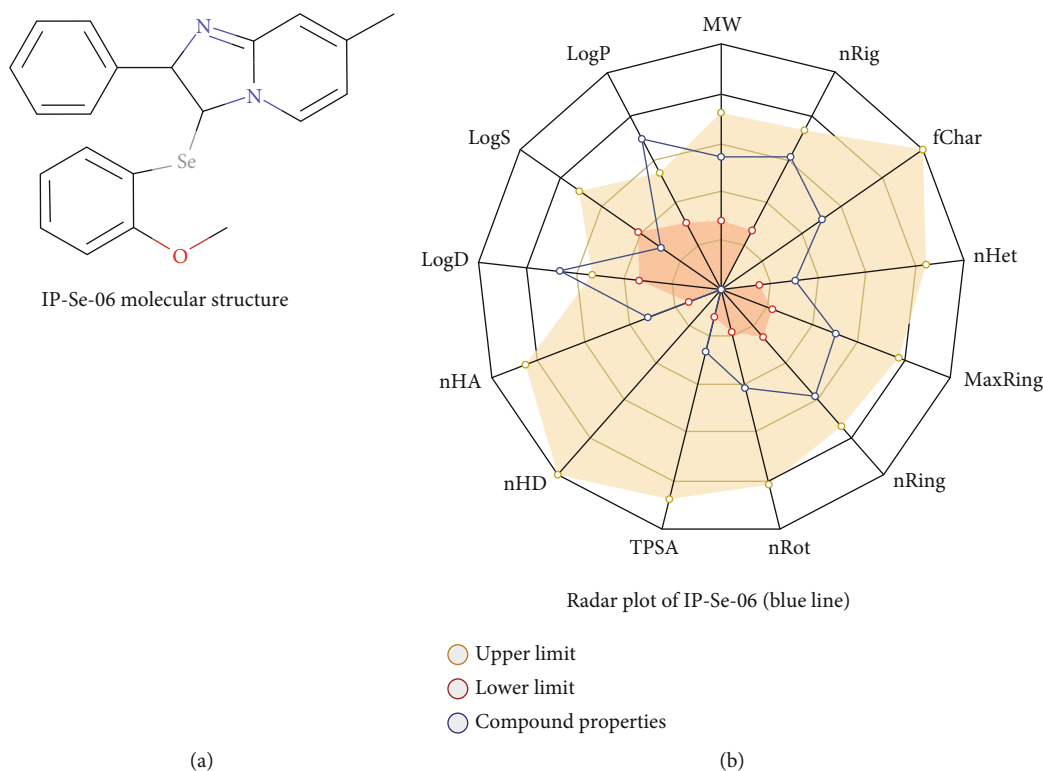 N
N
Se
O
IP-Se-06 molecular structure
MW
nRig
fChar
nHet
MaxRing
nRing
nRot
TPSA
nHD
nHA
LogD
LogS
LogP
Radar plot of IP-Se-06 (blue line)
Upper limit
Lower limit
Compound properties
(a)
(b)